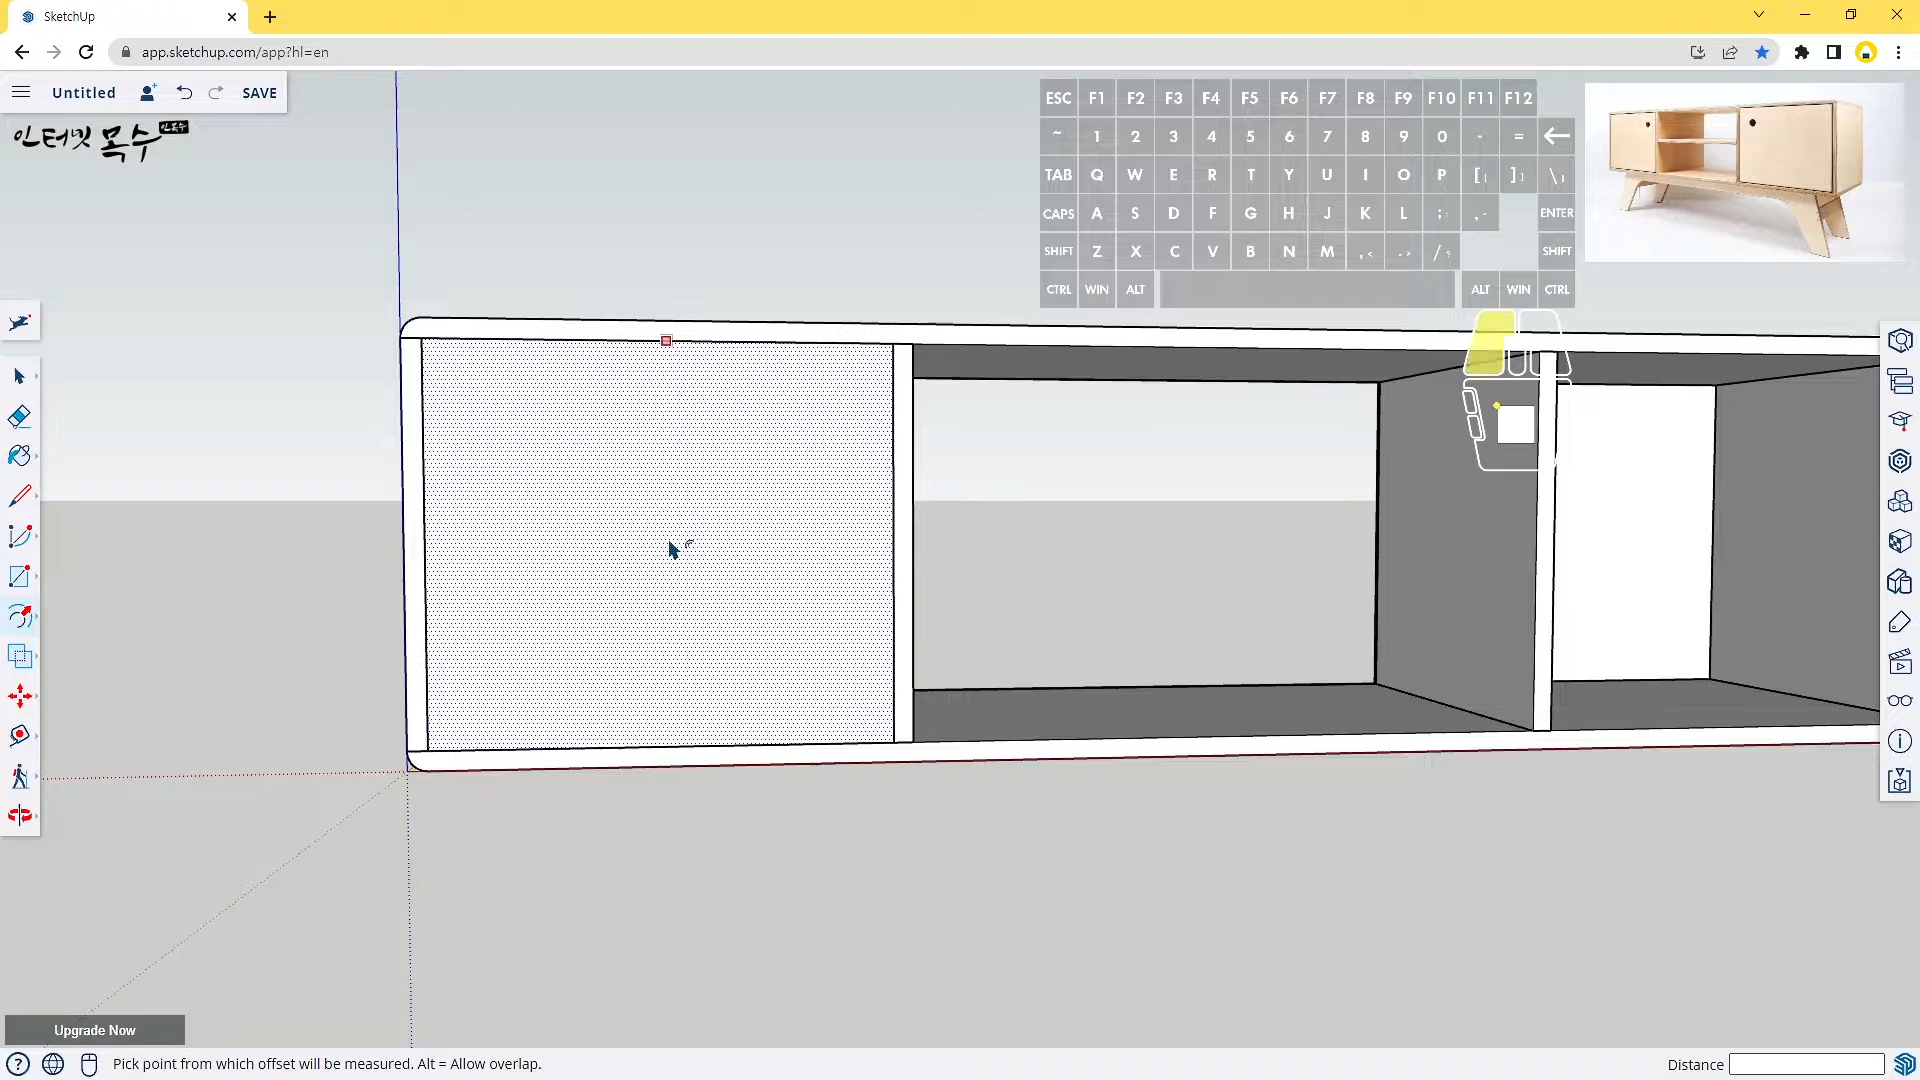 SketchUp
app.sketchup.com/app?hl=en
Untitled
SAVE
인터넷 목수
ESC F1 F2 F3 F4 F5 F6 F7 F8 F9 F10 F11 F12
~ 1 2 3 4 5 6 7 8 9 0 - =
TAB Q W E R T Y U I O P [ ] \
CAPS A S D F G H J K L ; ENTER
SHIFT Z X C V B N M , < . > / ? SHIFT
CTRL WIN ALT ALT WIN CTRL
Upgrade Now
Pick point from which offset will be measured. Alt = Allow overlap.
Distance